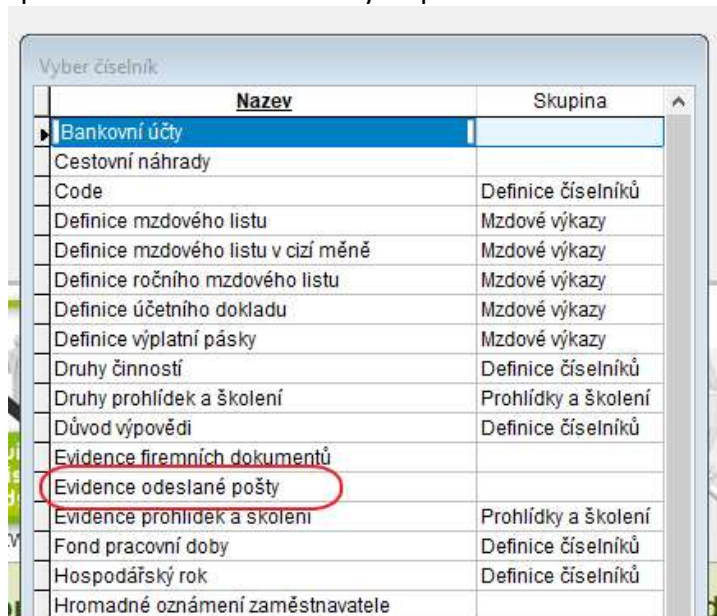 Vyber číselník
Nazev Skupina
Bankovní účty
Cestovní náhrady
Code Definice číselníků
Definice mzdového listu Mzdové výkazy
Definice mzdového listu v cizí měně Mzdové výkazy
Definice ročního mzdového listu Mzdové výkazy
Definice účetního dokladu Mzdové výkazy
Definice výplatní pásky Mzdové výkazy
Druhy činností Definice číselníků
Druhy prohlídek a školení Prohlídky a školení
Důvod výpovědi Definice číselníků
Evidence firemních dokumentů
Evidence odeslané pošty
Evidence prohlídek a školení Prohlídky a školení
Fond pracovní doby Definice číselníků
Hospodářský rok Definice číselníků
Hromadné oznámení zaměstnavatele